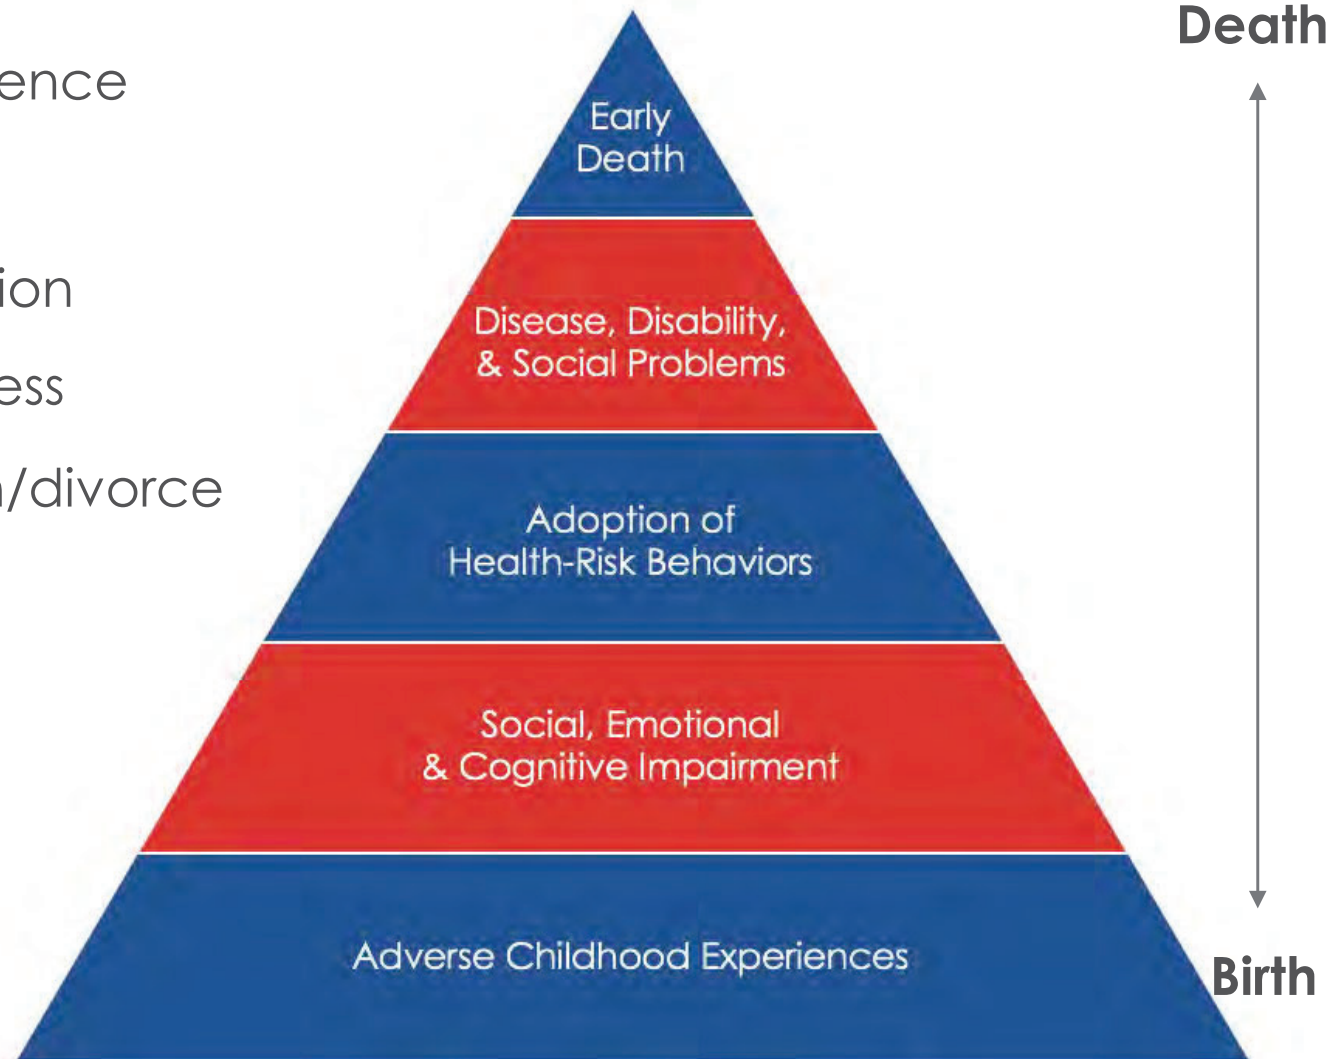 ence
ion
ess
/divorce
Early
Death
Disease, Disability,
& Social Problems
Adoption of
Health-Risk Behaviors
Social, Emotional
& Cognitive Impairment
Adverse Childhood Experiences
Death
Birth